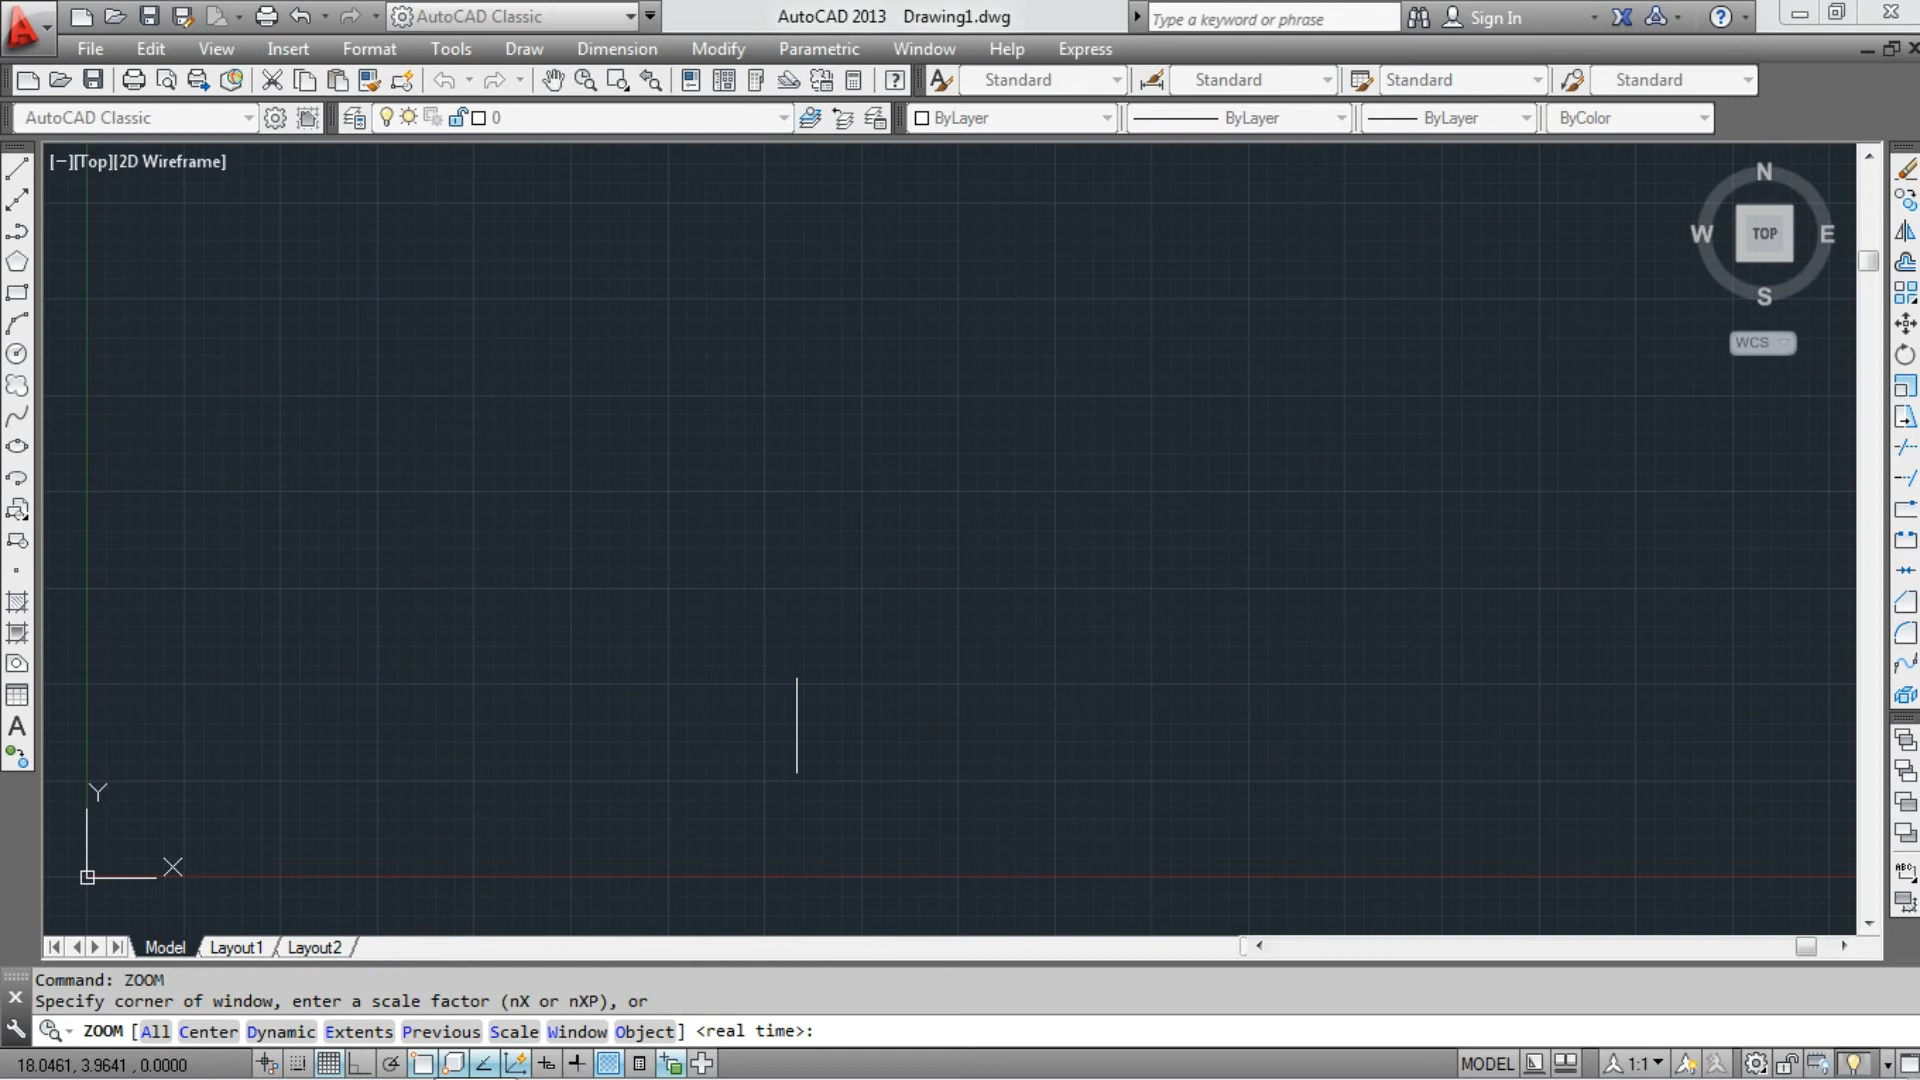 AutoCAD Classic
AutoCAD 2013 Drawing1.dwg
Type a keyword or phrase
Sign In
File Edit View Insert Format Tools Draw Dimension Modify Parametric Window Help Express
Standard Standard Standard Standard
AutoCAD Classic
0
ByLayer ByLayer ByLayer ByColor
[−][Top][2D Wireframe]
N
W TOP E
S
WCS
A
Y
X
ABC
Model Layout1 Layout2
Command: ZOOM
Specify corner of window, enter a scale factor (nX or nXP), or
ZOOM [All Center Dynamic Extents Previous Scale Window Object] <real time>:
18.0461, 3.9641 , 0.0000
MODEL
1:1